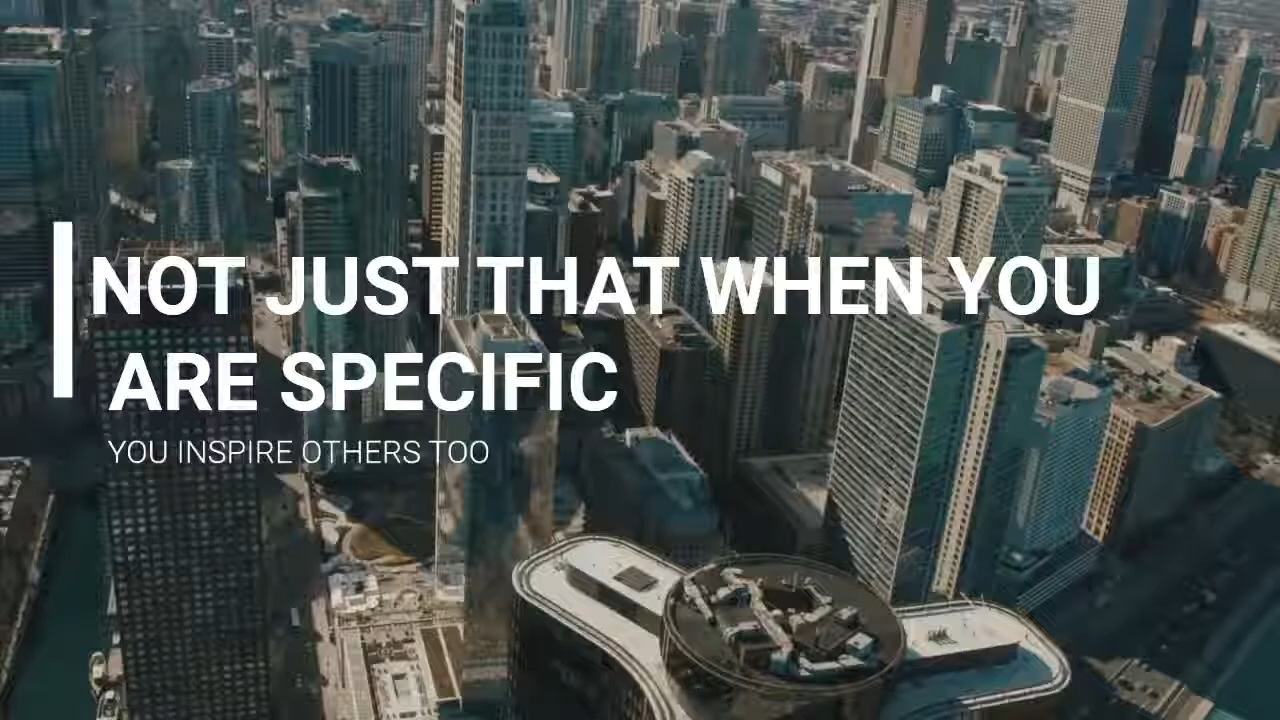 NOT JUST THAT WHEN YOU
ARE SPECIFIC
YOU INSPIRE OTHERS TOO